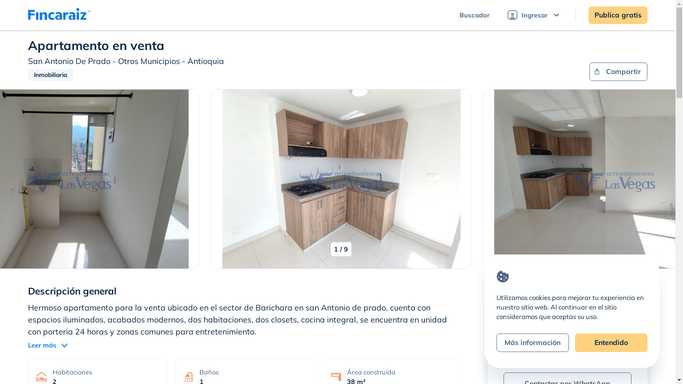 Fincaraiz
Buscador
Ingresar
Publica gratis
Apartamento en venta
San Antonio De Prado - Otros Municipios - Antioquia
Inmobiliaria
Compartir
Las Vegas
Las Vegas
Las Vegas
1 / 9
Descripción general
Hermoso apartamento para la venta ubicado en el sector de Barichara en san Antonio de prado, cuenta con
espacios iluminados, acabados modernos, dos habitaciones, dos closets, cocina integral, se encuentra en unidad
con portería 24 horas y zonas comunes para entretenimiento.
Leer más
Utilizamos cookies para mejorar tu experiencia en
nuestro sitio web. Al continuar en el sitio
consideramos que aceptas su uso.
Más información
Entendido
Habitaciones
2
Baños
1
Área construida
38 m²
Contactar por WhatsApp